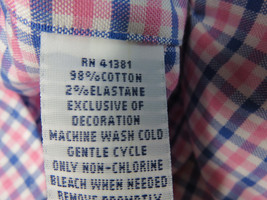 RN 41381
98% COTTON
2% ELASTANE
EXCLUSIVE OF
DECORATION
MACHINE WASH COLD
GENTLE CYCLE
ONLY NON-CHLORINE
BLEACH WHEN NEEDED
REMOVE PROMPTLY